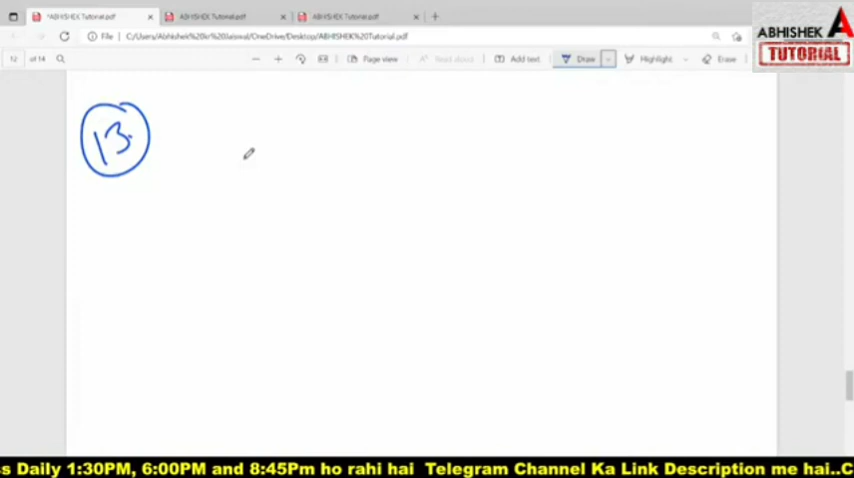 *ABHISHEK Tutorial.pdf
ABHISHEK Tutorial.pdf
ABHISHEK Tutorial.pdf
File
C:/Users/Abhishek%20kr%20Jaiswal/OneDrive/Desktop/ABHISHEK%20Tutorial.pdf
12 of 14
Page view
Read aloud
Add text
Draw
Highlight
Erase
ABHISHEK A
TUTORIAL
13.
ss Daily 1:30PM, 6:00PM and 8:45Pm ho rahi hai Telegram Channel Ka Link Description me hai..C